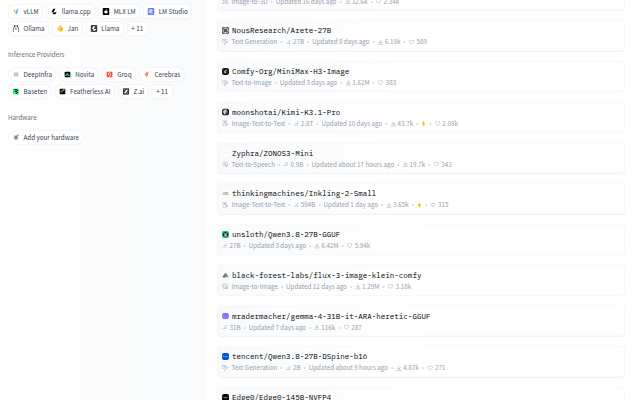 vLLM llama.cpp MLX LM LM Studio
Ollama Jan Llama + 11
Inference Providers
DeepInfra Novita Groq Cerebras
Baseten Featherless AI Z.ai +11
Hardware
Add your hardware
NousResearch/Arete-27B
Text Generation • 27B • Updated 9 days ago • 6.19k • 569
Comfy-Org/MiniMax-H3-Image
Text-to-Image • Updated 3 days ago • 1.62M • 303
moonshotai/Kimi-K3.1-Pro
Image-Text-to-Text • Updated 10 days ago • 43.7k
Zyphra/ZONOS3-Mini
Text-to-Speech • 0.9B • Updated about 17 hours ago • 19.7k • 343
thinkingmachines/Inkling-2-Small
Image-Text-to-Text • 594B • Updated 1 day ago • 3.65k • 315
unsloth/Qwen3.8-27B-GGUF
27B • Updated 3 days ago • 6.42M • 5.94k
black-forest-labs/flux-3-image-klein-comfy
Image-to-Image • Updated 12 days ago • 1.20M • 3.18k
mradermacher/gemma-4-31B-it-ARA-heretic-GGUF
31B • Updated 7 days ago • 116k • 287
tencent/Qwen3.8-27B-DSpine-b16
Text Generation • 2B • Updated about 9 hours ago • 4.87k • 271
Edge0/Edge0-145B-NVFP4